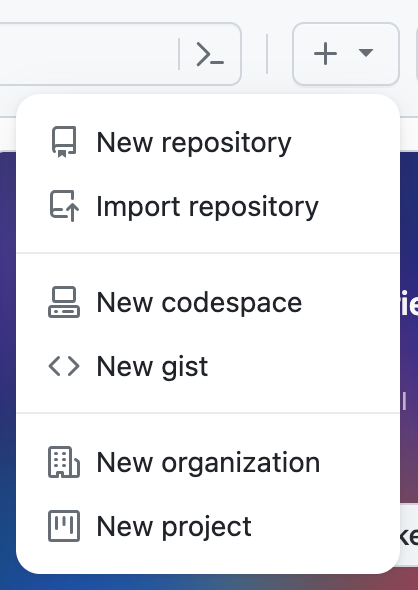 New repository
Import repository
New codespace
New gist
New organization
New project